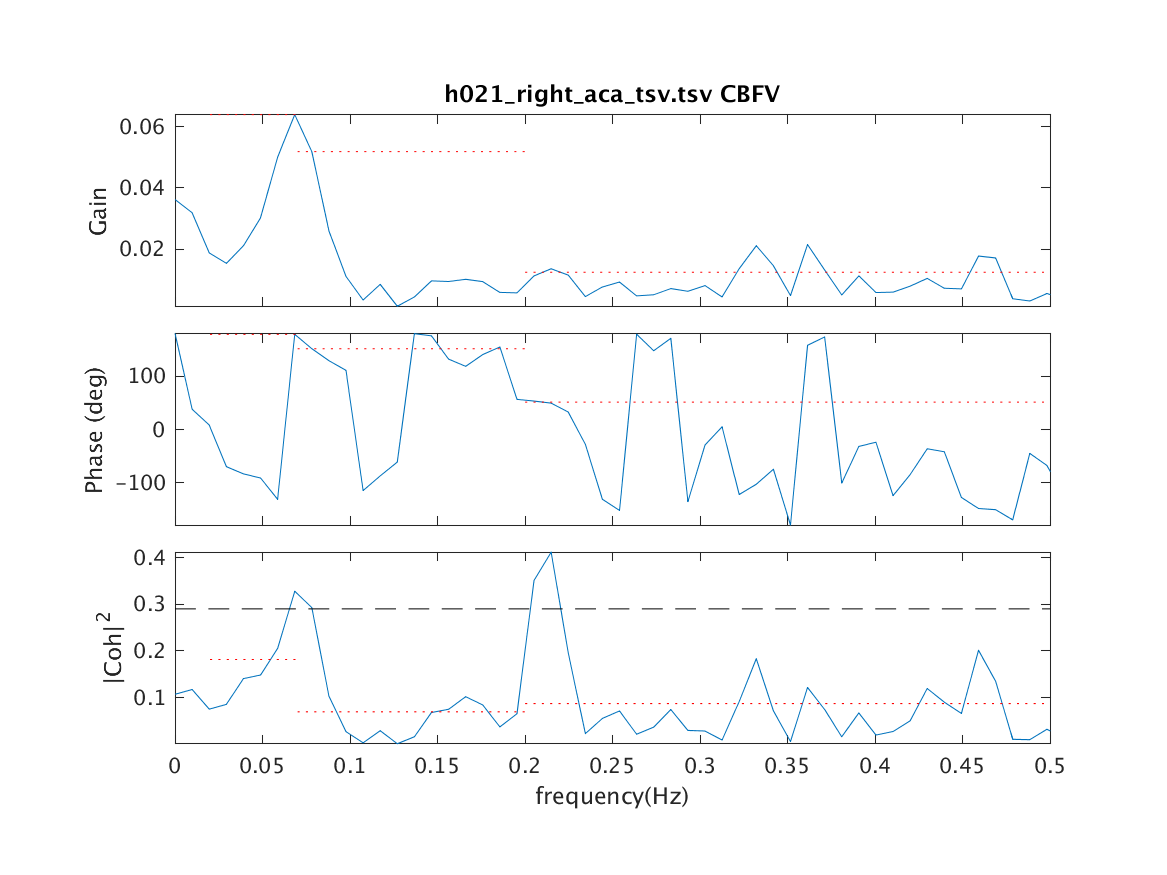 h021_right_aca_tsv.tsv CBFV
0.06
0.04
0.02
Gain
100
0
-100
Phase (deg)
0.4
0.3
0.2
0.1
|Coh|²
0 0.05 0.1 0.15 0.2 0.25 0.3 0.35 0.4 0.45 0.5
frequency(Hz)